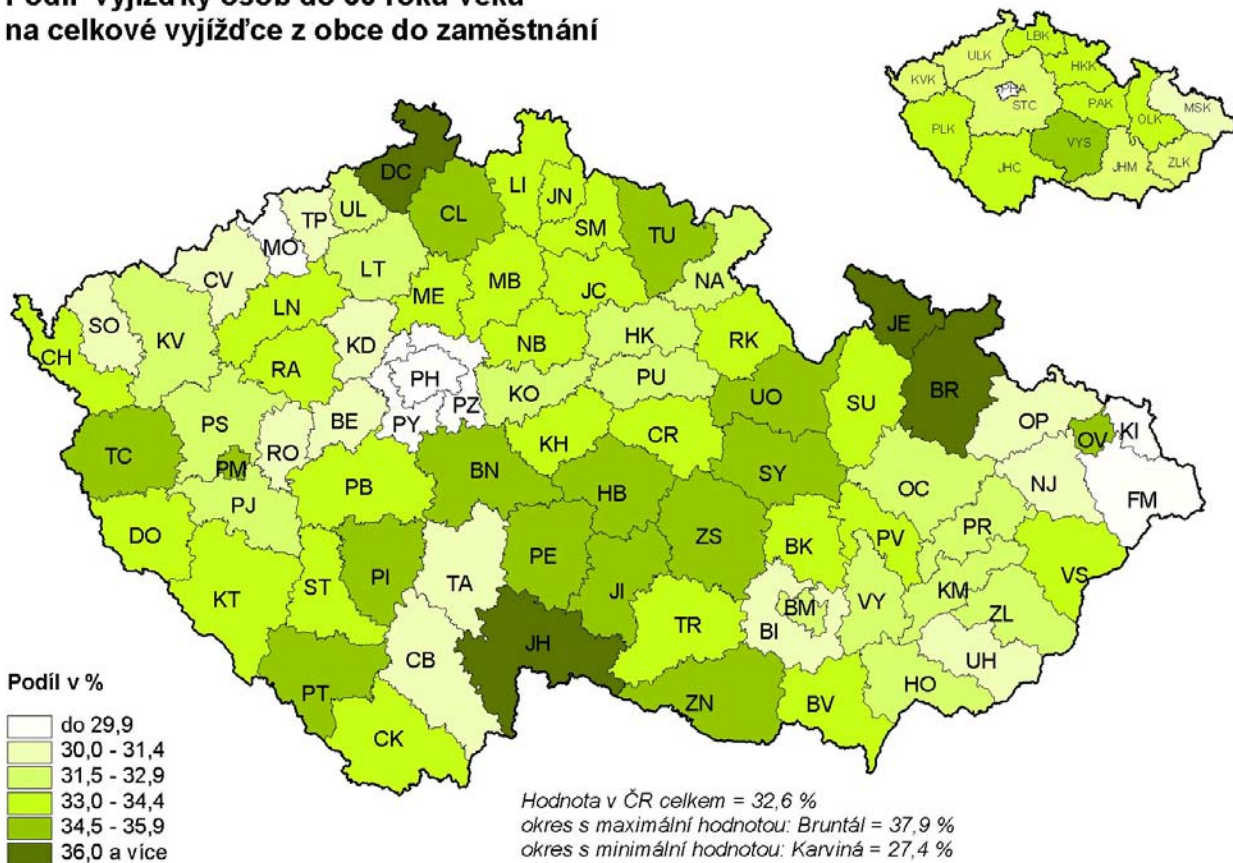 na celkové vyjížďce z obce do zaměstnání
LBK
ULK
HKK
KVK
PHA
STC
PAK
MSK
PLK
OLK
VYS
JHC
JHM
ZLK
DC
LI
JN
UL
TP
CL
SM
TU
MO
CV
LT
NA
MB
JC
ME
LN
SO
KV
KD
HK
RK
JE
NB
CH
RA
PH
PU
KO
BR
UO
SU
PZ
PY
BE
PS
OP
KI
RO
KH
CR
OV
TC
PM
BN
SY
PB
HB
OC
NJ
FM
PJ
PR
DO
ZS
BK
PV
PI
PE
TA
VS
KT
ST
JI
KM
BM
VY
ZL
TR
BI
JH
CB
UH
PT
HO
ZN
BV
CK
Podíl v %
do 29,9
30,0 - 31,4
31,5 - 32,9
33,0 - 34,4
34,5 - 35,9
36,0 a více
Hodnota v ČR celkem = 32,6 %
okres s maximální hodnotou: Bruntál = 37,9 %
okres s minimální hodnotou: Karviná = 27,4 %